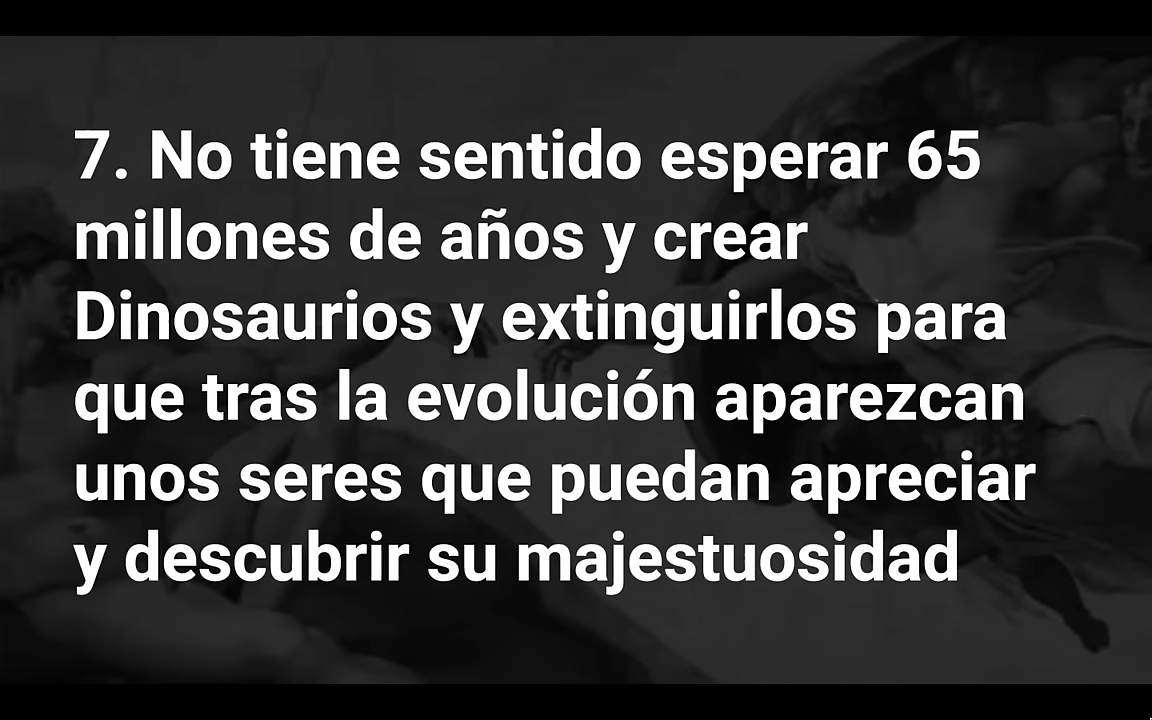 7. No tiene sentido esperar 65
millones de años y crear
Dinosaurios y extinguirlos para
que tras la evolución aparezcan
unos seres que puedan apreciar
y descubrir su majestuosidad